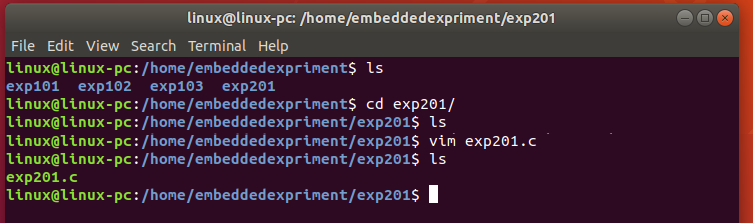 linux@linux-pc: /home/embeddedexpriment/exp201
File Edit View Search Terminal Help
linux@linux-pc:/home/embeddedexpriment$ ls
exp101 exp102 exp103 exp201
linux@linux-pc:/home/embeddedexpriment$ cd exp201/
linux@linux-pc:/home/embeddedexpriment/exp201$ ls
linux@linux-pc:/home/embeddedexpriment/exp201$ vim exp201.c
linux@linux-pc:/home/embeddedexpriment/exp201$ ls
exp201.c
linux@linux-pc:/home/embeddedexpriment/exp201$